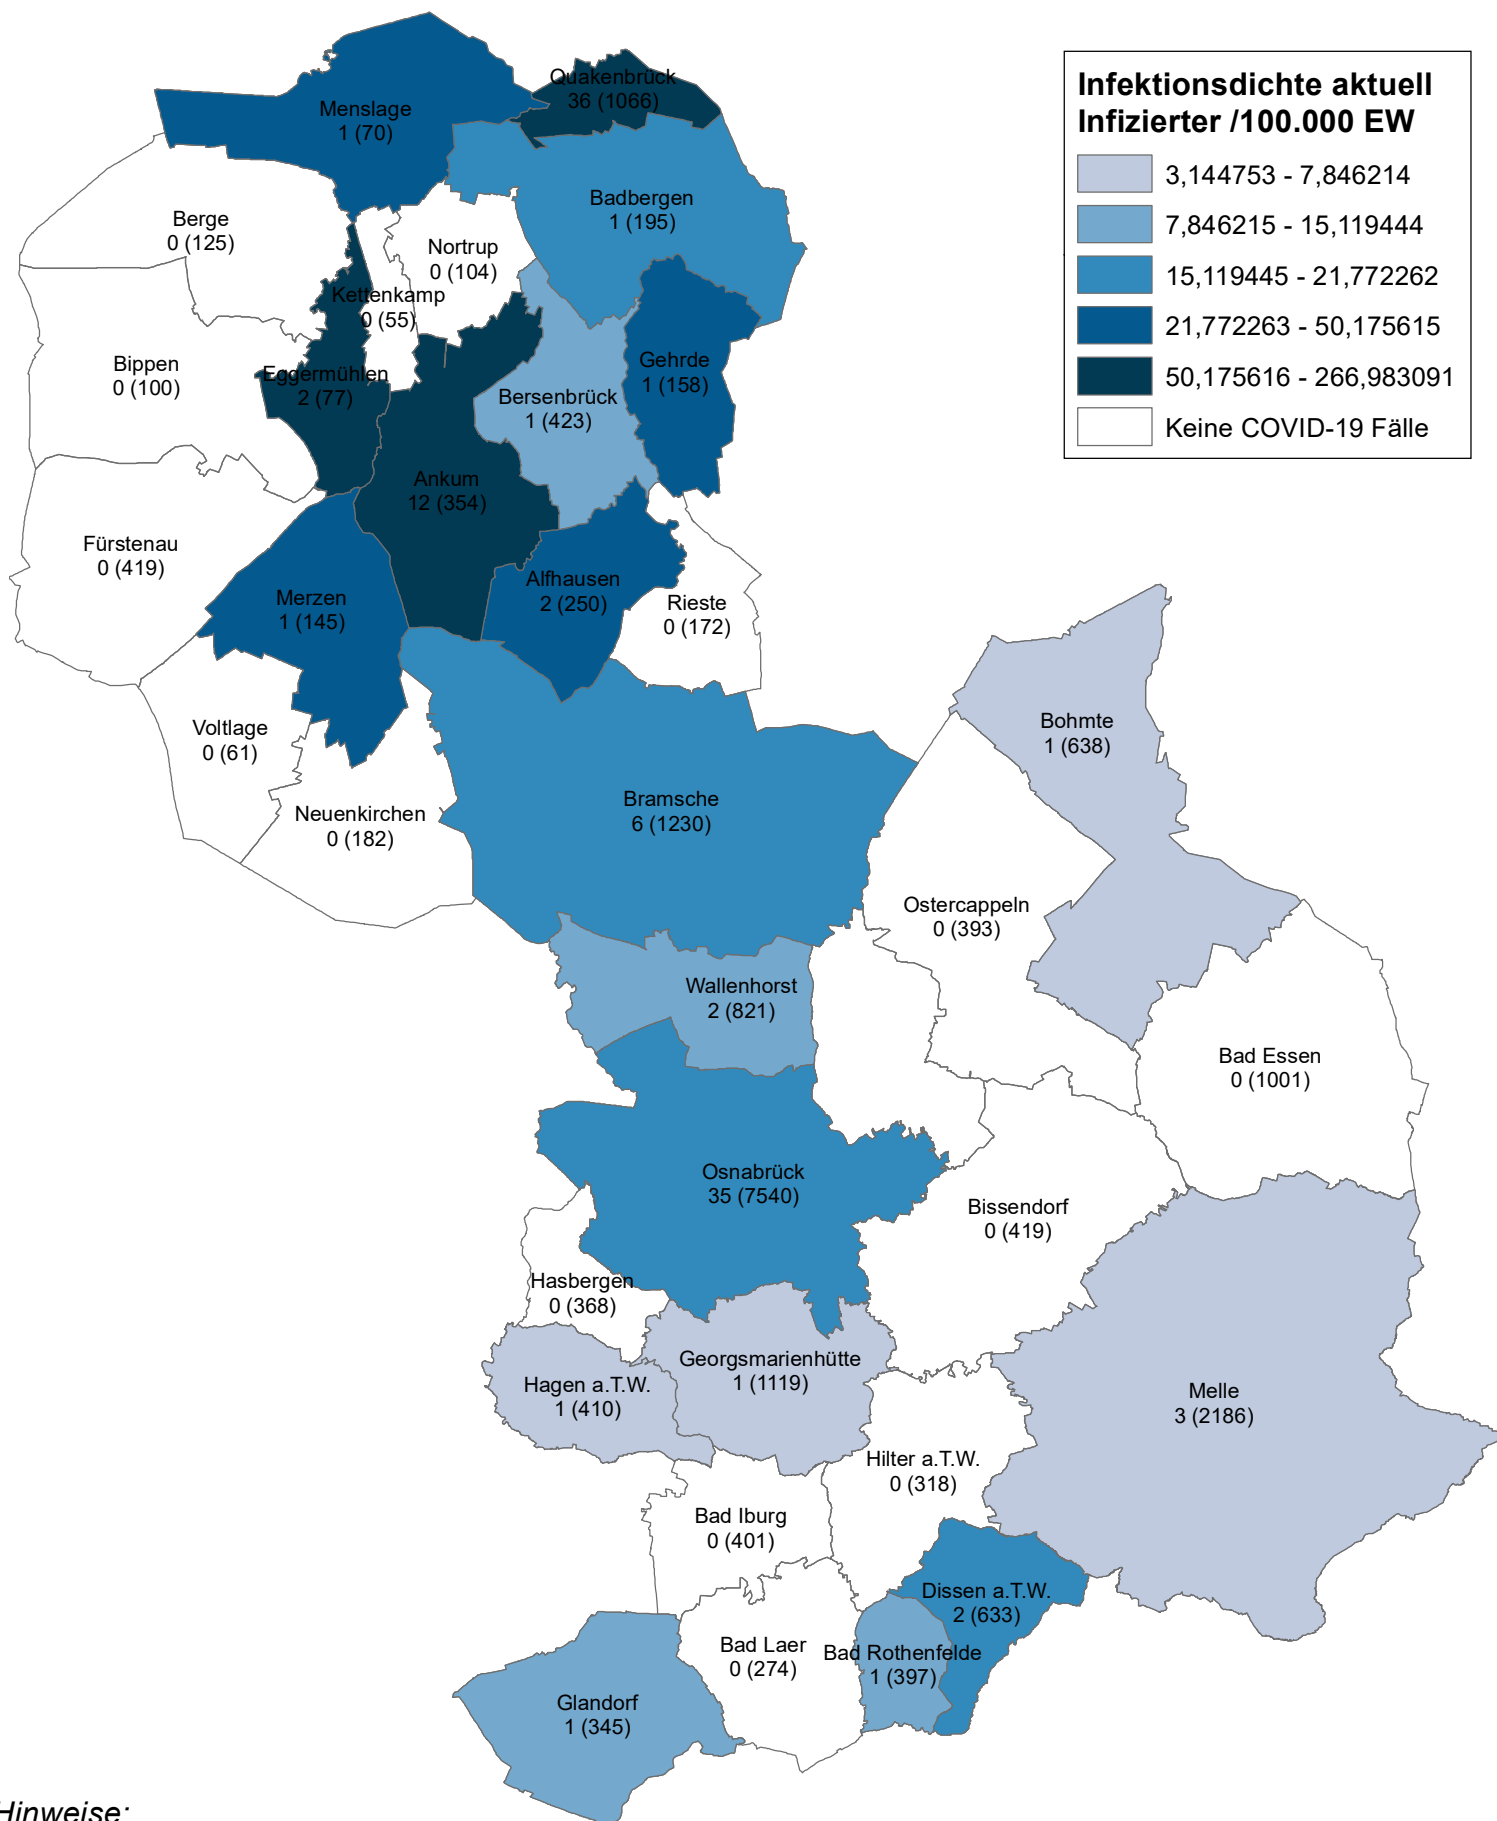 Infektionsdichte aktuell
Infizierter /100.000 EW
3,144753 - 7,846214
7,846215 - 15,119444
15,119445 - 21,772262
21,772263 - 50,175615
50,175616 - 266,983091
Keine COVID-19 Fälle
Quakenbrück
36 (1066)
Menslage
1 (70)
Badbergen
1 (195)
Berge
0 (125)
Nortrup
0 (104)
Kettenkamp
0 (55)
Bippen
0 (100)
Eggermühlen
2 (77)
Gehrde
1 (158)
Bersenbrück
1 (423)
Ankum
12 (354)
Fürstenau
0 (419)
Alfhausen
2 (250)
Merzen
1 (145)
Rieste
0 (172)
Voltlage
0 (61)
Bohmte
1 (638)
Bramsche
6 (1230)
Neuenkirchen
0 (182)
Ostercappeln
0 (393)
Wallenhorst
2 (821)
Bad Essen
0 (1001)
Osnabrück
35 (7540)
Bissendorf
0 (419)
Hasbergen
0 (368)
Georgsmarienhütte
1 (1119)
Hagen a.T.W.
1 (410)
Melle
3 (2186)
Hilter a.T.W.
0 (318)
Bad Iburg
0 (401)
Dissen a.T.W.
2 (633)
Bad Laer
0 (274)
Bad Rothenfelde
1 (397)
Glandorf
1 (345)
Hinweise: